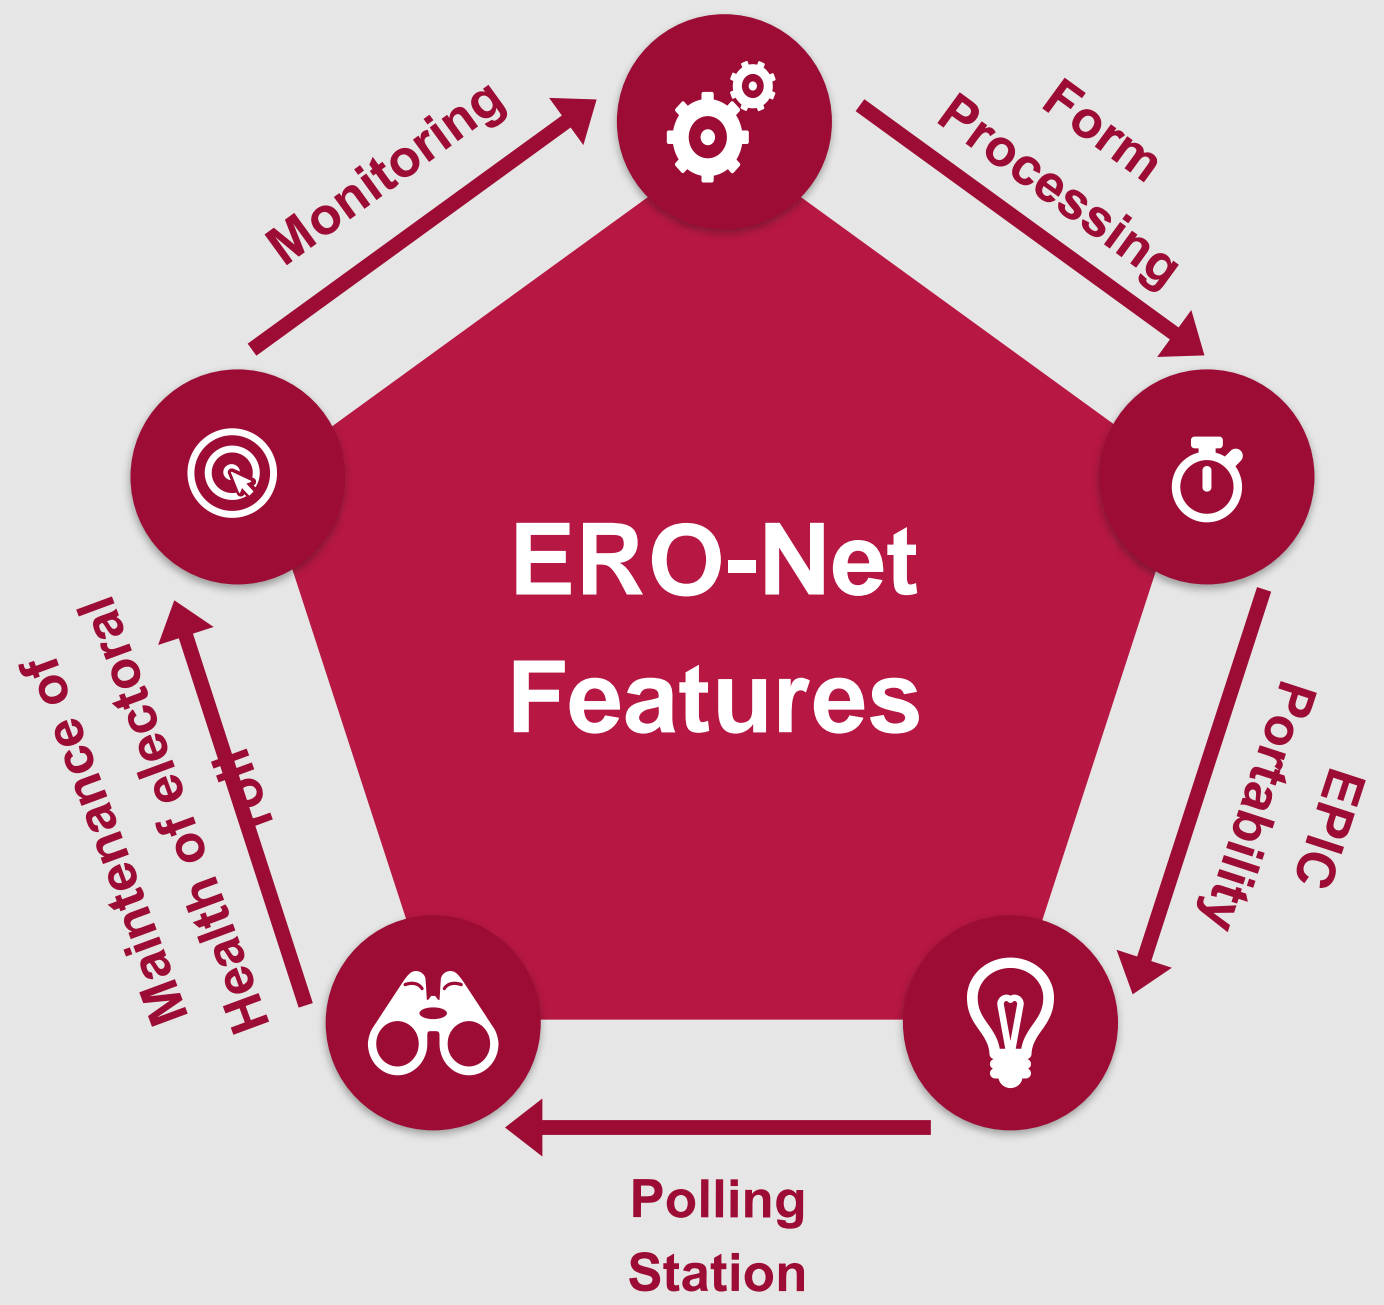 Monitoring
Form
Processing
ERO-Net
Features
EPIC
Portability
Polling
Station
Maintenance of
Health of electoral
roll